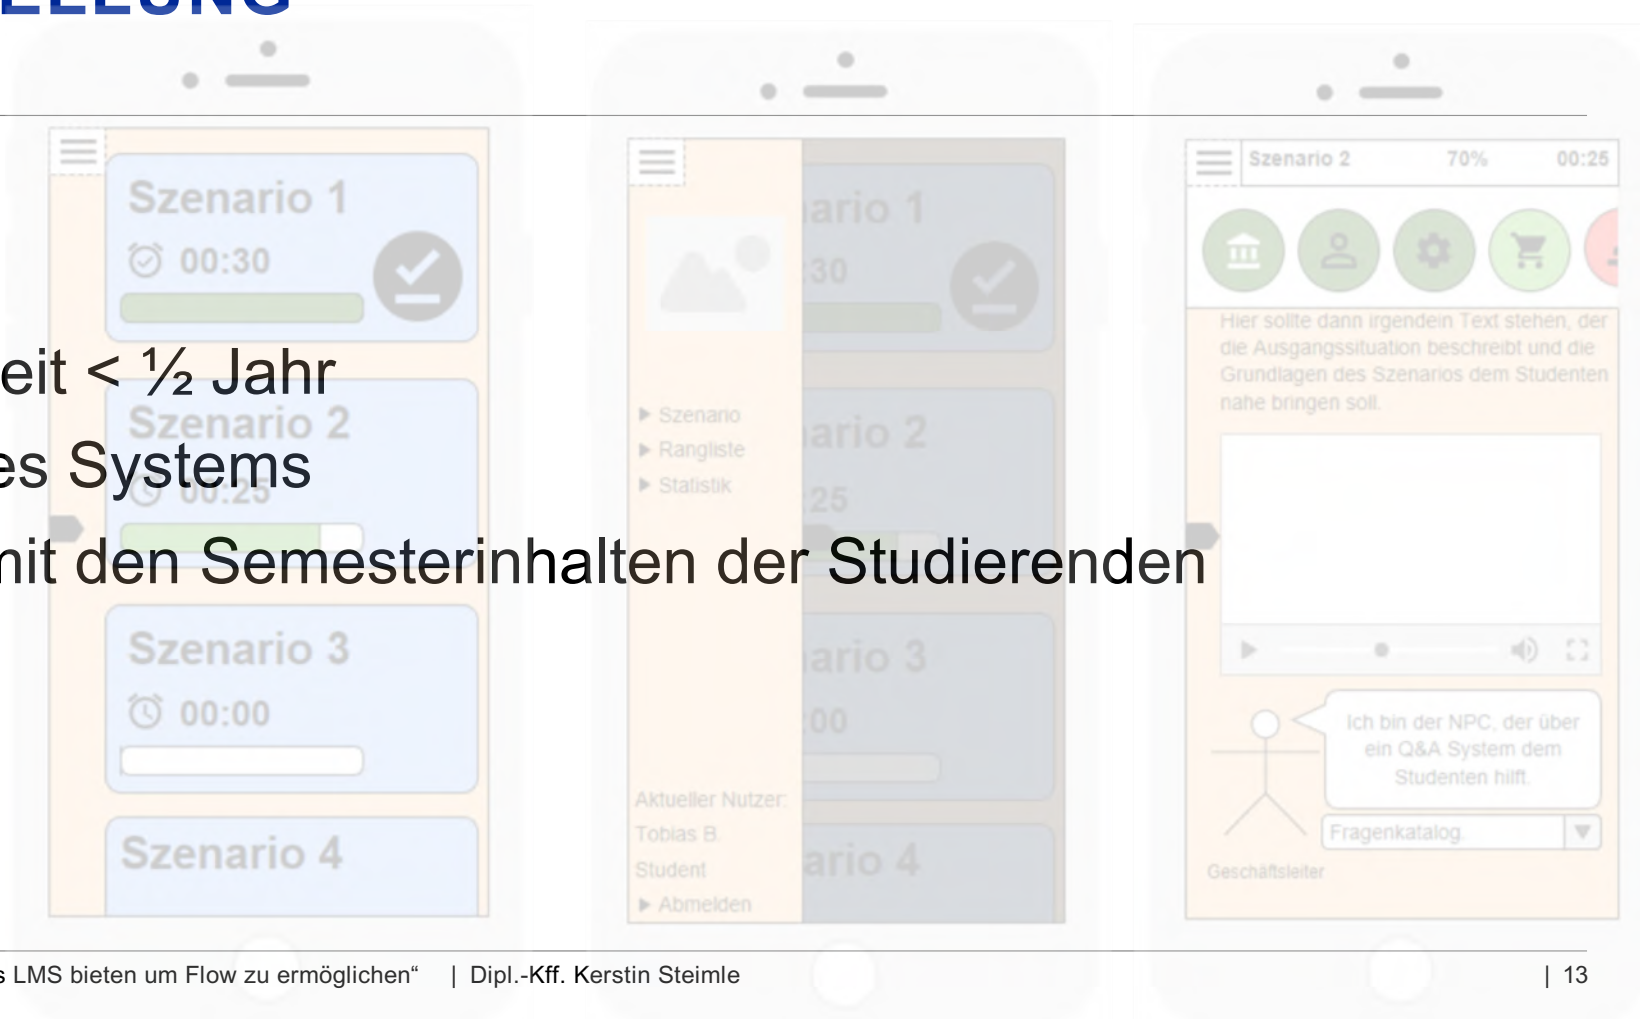 ELLUNG
eit < ½ Jahr
es Systems
mit den Semesterinhalten der Studierenden
Szenario 1
00:30
Szenario 2
00:25
Szenario 3
00:00
Szenario 4
ario 1
:30
ario 2
:25
ario 3
:00
ario 4
Szenario
Rangliste
Statistik
Aktueller Nutzer:
Tobias B.
Student
Abmelden
Szenario 2 70% 00:25
Hier sollte dann irgendein Text stehen, der
die Ausgangssituation beschreibt und die
Grundlagen des Szenarios dem Studenten
nahe bringen soll.
Ich bin der NPC, der über
ein Q&A System dem
Studenten hilft.
Fragenkatalog.
Geschäftsleiter
s LMS bieten um Flow zu ermöglichen“ | Dipl.-Kff. Kerstin Steimle | 13